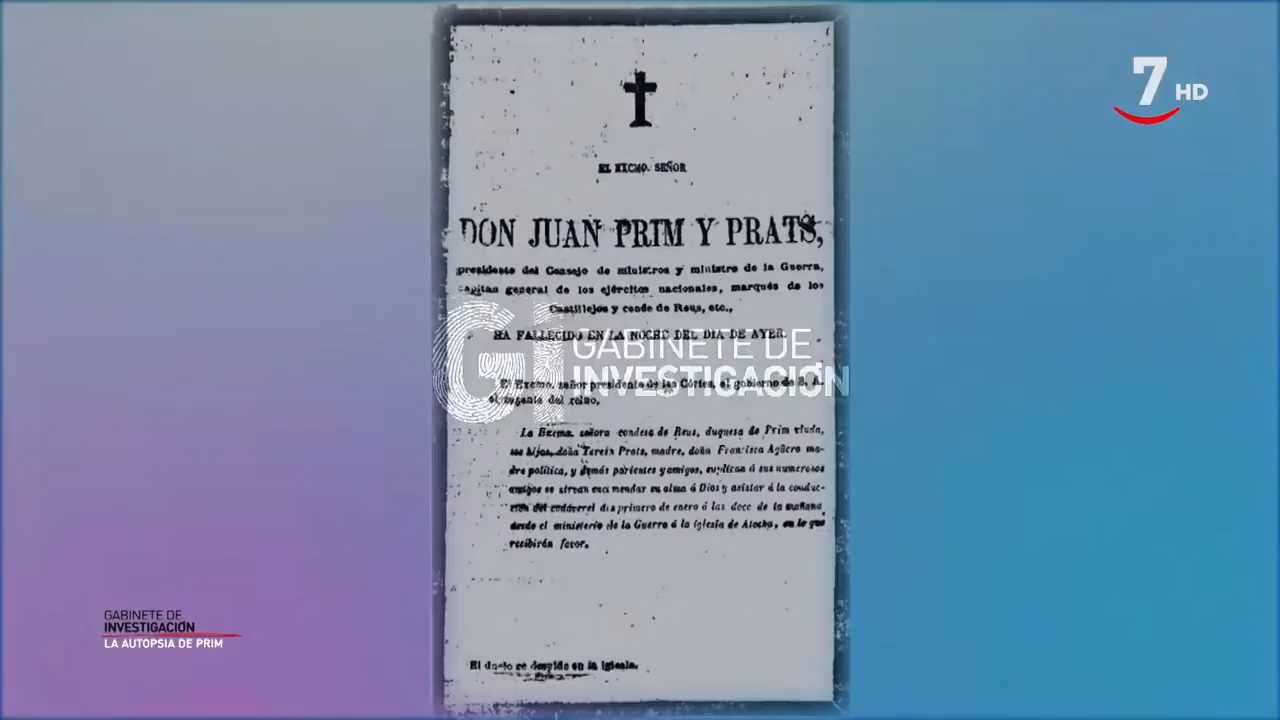 7 HD
EL EXCMO. SEÑOR
DON JUAN PRIM Y PRATS,
presidente del Consejo de ministros y ministro de la Guerra,
capitan general de los ejércitos nacionales, marqués de los
Castillejos y conde de Reus, etc.,
HA FALLECIDO EN LA NOCHE DEL DIA DE AYER.
GI GABINETE DE
INVESTIGACIÓN
El Excmo. señor presidente de las Córtes, el gobierno de S. A.
el regente del reino,
La Excma. señora condesa de Reus, duquesa de Prim viuda,
sus hijos, doña Teresa Prats, madre, doña Francisca Agüero ma-
dre política, y demás parientes y amigos, suplican á sus numerosos
amigos se sirvan encomendar su alma á Dios y asistar á la conduc-
cion del cadáver el dia primero de enero á las doce de la mañana
desde el ministerio de la Guerra á la iglesia de Atocha, en lo que
recibirán favor.
El duelo se despide en la iglesia.
GABINETE DE
INVESTIGACIÓN
LA AUTOPSIA DE PRIM